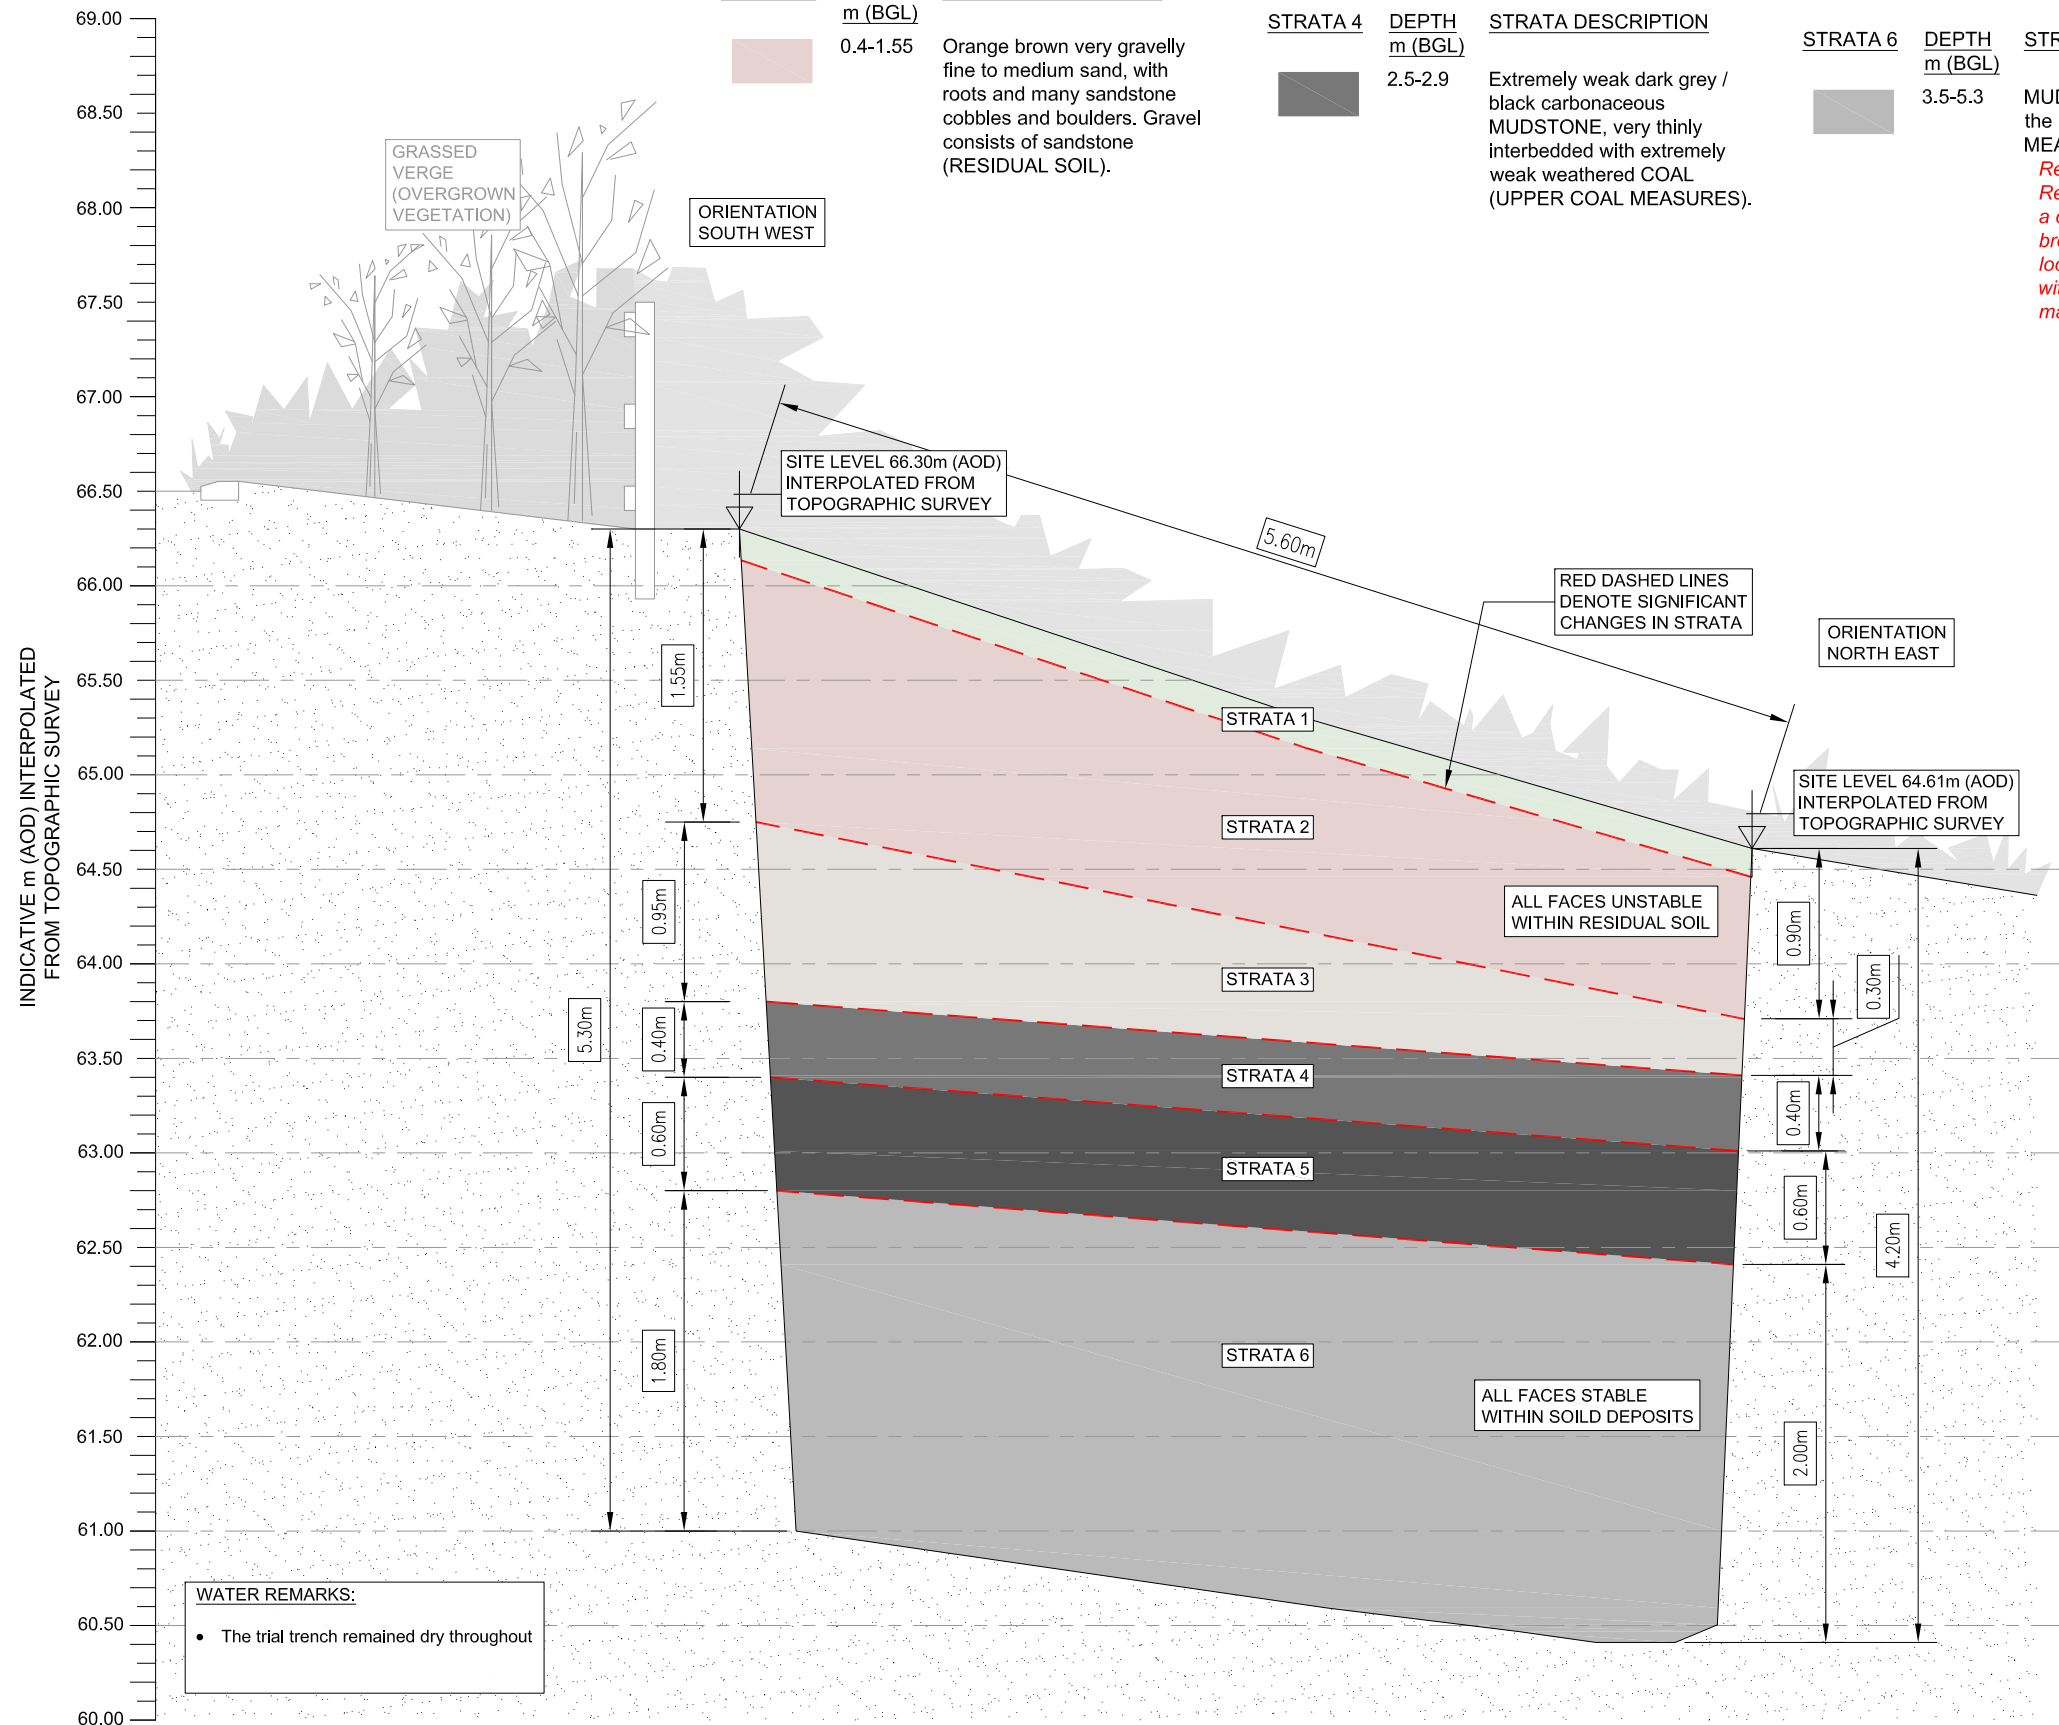 m (BGL)
0.4-1.55
Orange brown very gravelly
fine to medium sand, with
roots and many sandstone
cobbles and boulders. Gravel
consists of sandstone
(RESIDUAL SOIL).
STRATA 4
DEPTH
m (BGL)
STRATA DESCRIPTION
2.5-2.9
Extremely weak dark grey /
black carbonaceous
MUDSTONE, very thinly
interbedded with extremely
weak weathered COAL
(UPPER COAL MEASURES).
STRATA 6
DEPTH
m (BGL)
3.5-5.3
the
GRASSED
VERGE
(OVERGROWN
VEGETATION)
ORIENTATION
SOUTH WEST
SITE LEVEL 66.30m (AOD)
INTERPOLATED FROM
TOPOGRAPHIC SURVEY
5.60m
RED DASHED LINES
DENOTE SIGNIFICANT
CHANGES IN STRATA
ORIENTATION
NORTH EAST
SITE LEVEL 64.61m (AOD)
INTERPOLATED FROM
TOPOGRAPHIC SURVEY
INDICATIVE m (AOD) INTERPOLATED
FROM TOPOGRAPHIC SURVEY
69.00
68.50
68.00
67.50
67.00
66.50
66.00
65.50
65.00
64.50
64.00
63.50
63.00
62.50
62.00
61.50
61.00
60.50
60.00
1.55m
0.95m
0.40m
0.60m
1.80m
5.30m
STRATA 1
STRATA 2
STRATA 3
STRATA 4
STRATA 5
STRATA 6
ALL FACES UNSTABLE
WITHIN RESIDUAL SOIL
ALL FACES STABLE
WITHIN SOILD DEPOSITS
0.90m
0.30m
0.40m
0.60m
2.00m
4.20m
WATER REMARKS:
• The trial trench remained dry throughout